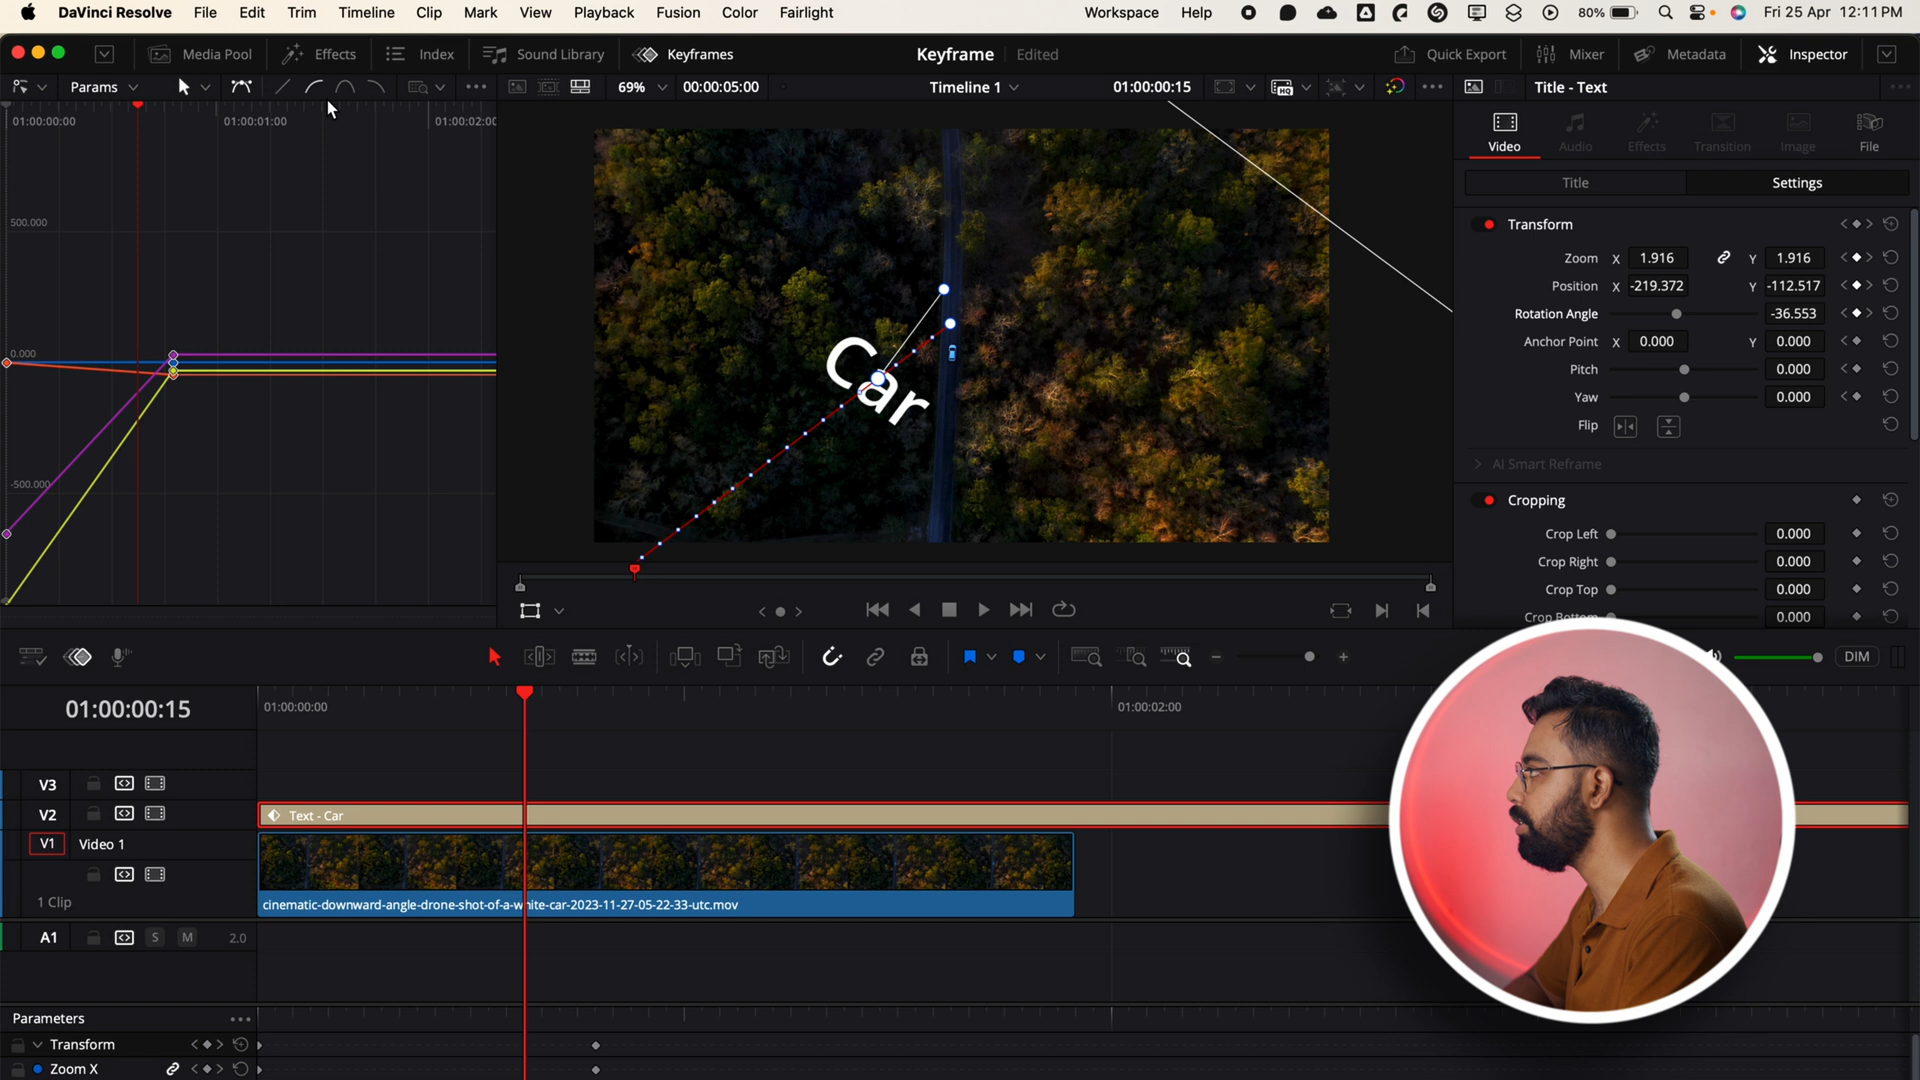 DaVinci Resolve File Edit Trim Timeline Clip Mark View Playback Fusion Color Fairlight Workspace Help 80% Fri 25 Apr 12:11 PM
Media Pool Effects Index Sound Library Keyframes Keyframe Edited Quick Export Mixer Metadata Inspector
Params 69% 00:00:05:00 Timeline 1 01:00:00:15 HQ Title - Text
01:00:00:00 01:00:01:00 01:00:02:00
500.000
0.000
-500.000
Car
Video Audio Effects Transition Image File
Title Settings
Transform
Zoom X 1.916 Y 1.916
Position X -219.372 Y -112.517
Rotation Angle -36.553
Anchor Point X 0.000 Y 0.000
Pitch 0.000
Yaw 0.000
Flip
AI Smart Reframe
Cropping
Crop Left 0.000
Crop Right 0.000
Crop Top 0.000
Crop Bottom 0.000
DIM
01:00:00:15 01:00:00:00 01:00:02:00
V3
V2 Text - Car
V1 Video 1
1 Clip cinematic-downward-angle-drone-shot-of-a-white-car-2023-11-27-05-22-33-utc.mov
A1 S M 2.0
Parameters
Transform
Zoom X